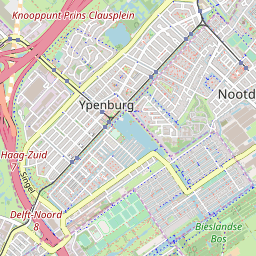 Knooppunt Prins Clausplein
Ypenburg
Nootd
Haag-Zuid
Singel
Delft-Noord
8
Bieslandse
Bos